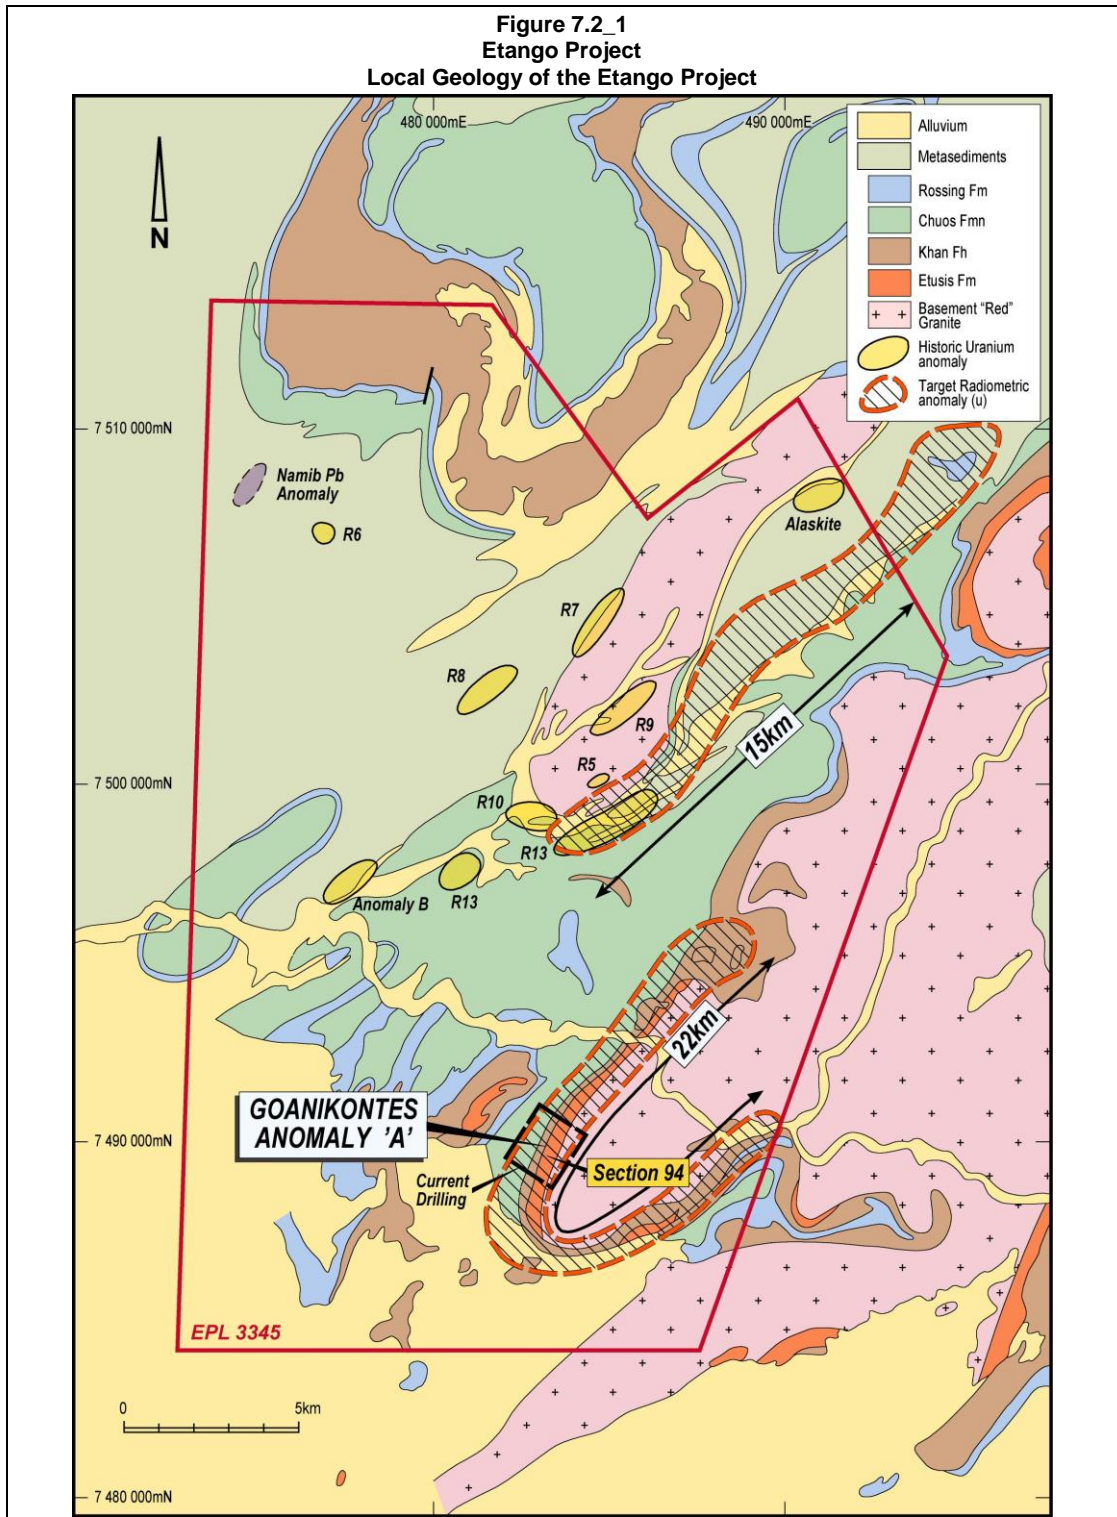 Figure 7.2_1
Etango Project
Local Geology of the Etango Project
480 000mE
490 000mE
Alluvium
Metasediments
Rossing Fm
Chuos Fmn
Khan Fh
Etusis Fm
Basement "Red"
Granite
Historic Uranium
anomaly
Target Radiometric
anomaly (u)
N
7 510 000mN
Namib Pb
Anomaly
R6
Alaskite
R7
R8
R9
15km
R5
7 500 000mN
R10
R13
Anomaly B
R13
22km
GOANIKONTES
ANOMALY 'A'
7 490 000mN
Current
Drilling
Section 94
EPL 3345
0
5km
7 480 000mN